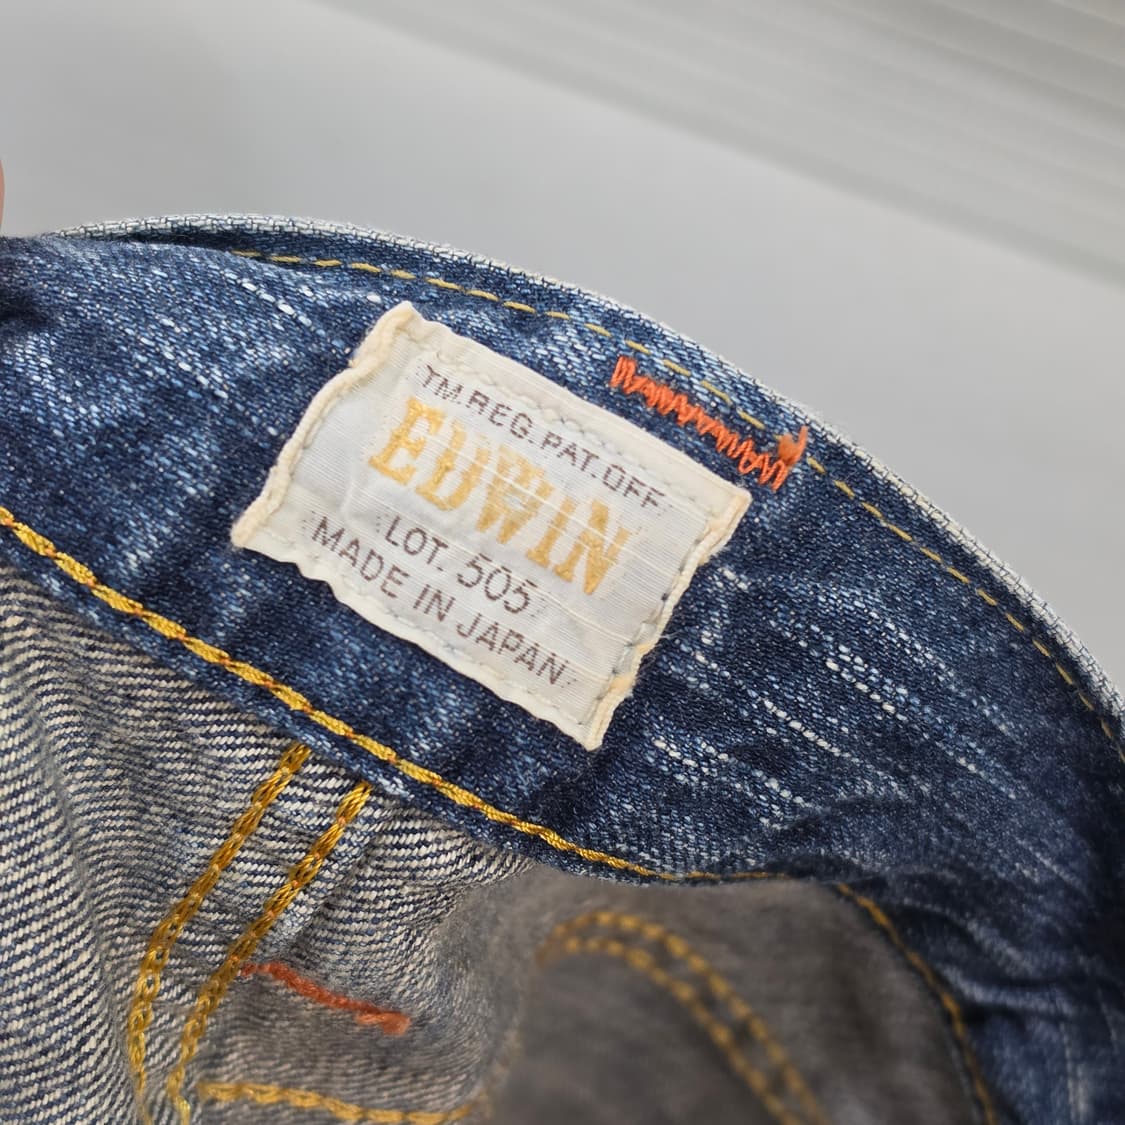 TM.REG.PAT.OFF
EDWIN
LOT. 505
MADE IN JAPAN